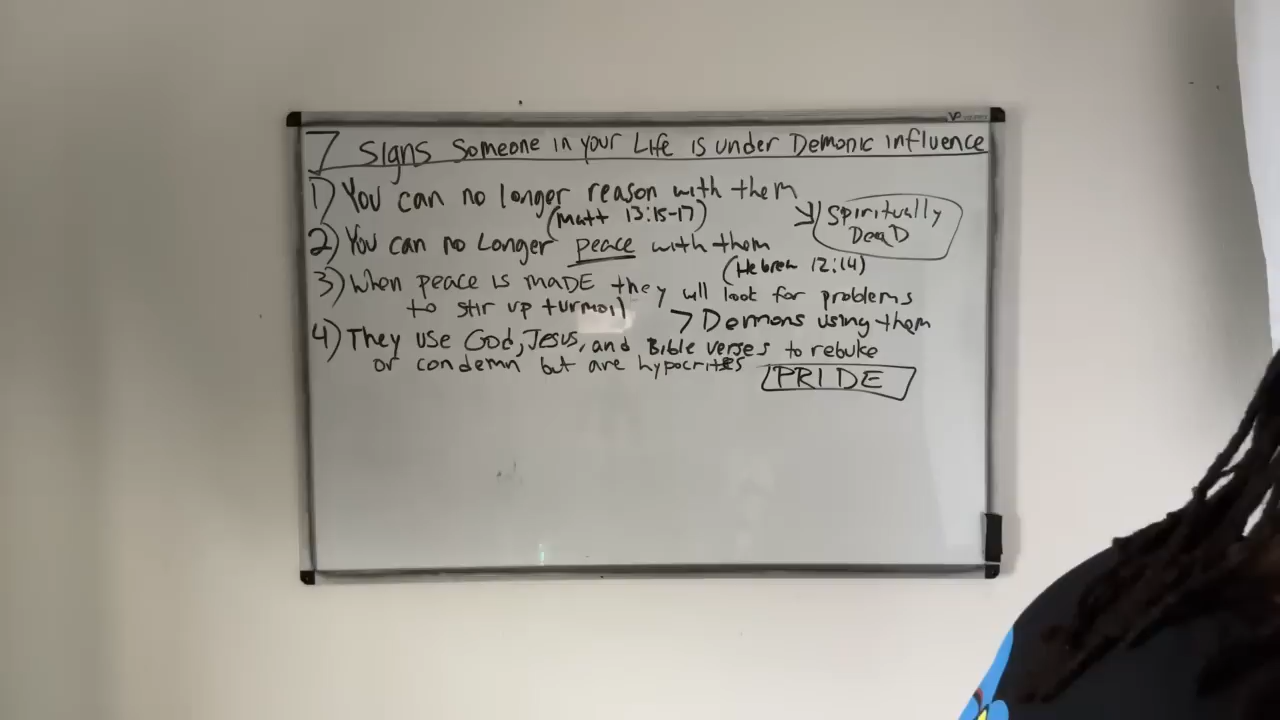 7 Signs Someone in your Life is under Demonic influence
1) You can no longer reason with them
(Matt 13:15-17)
Spiritually
DeaD
2) You can no Longer peace with them
(Hebrew 12:14)
3) When peace is maDE they will look for problems
to stir up turmoil
> Demons using them
4) They use God, Jesus, and Bible verses to rebuke
or condemn but are hypocrites
PRIDE